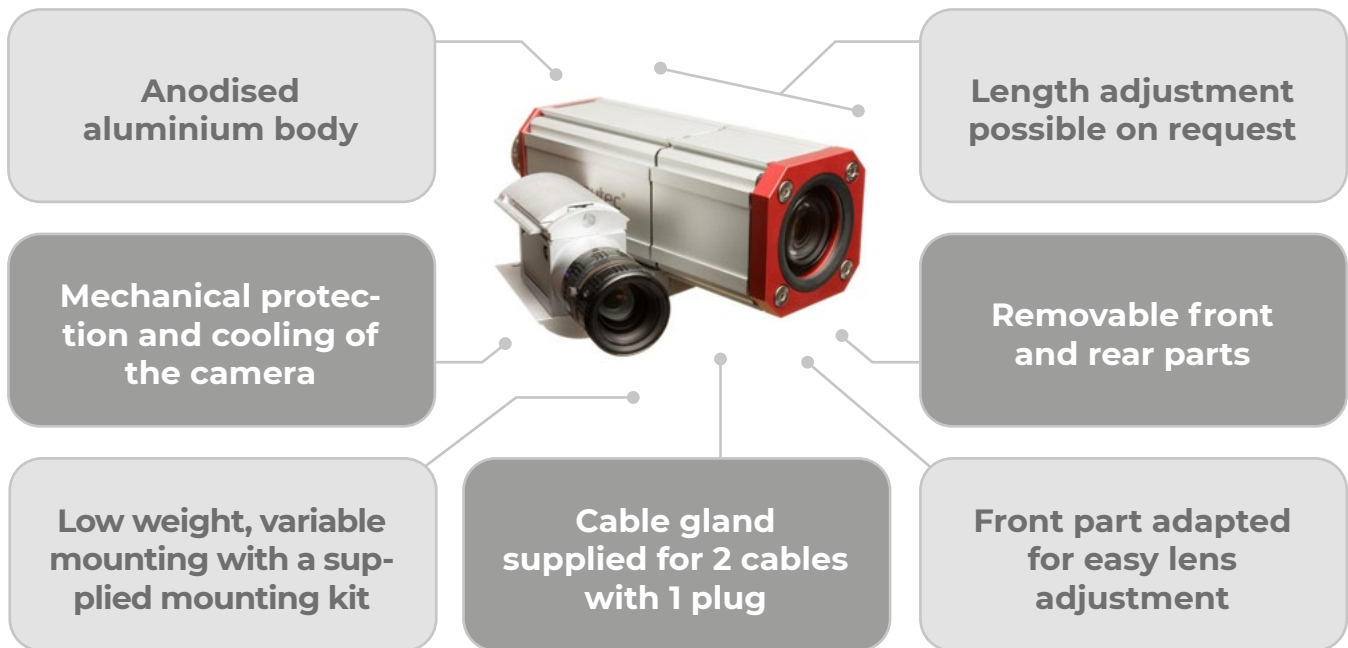 Anodised
aluminium body
Length adjustment
possible on request
Mechanical protec-
tion and cooling of
the camera
Removable front
and rear parts
Low weight, variable
mounting with a sup-
plied mounting kit
Cable gland
supplied for 2 cables
with 1 plug
Front part adapted
for easy lens
adjustment